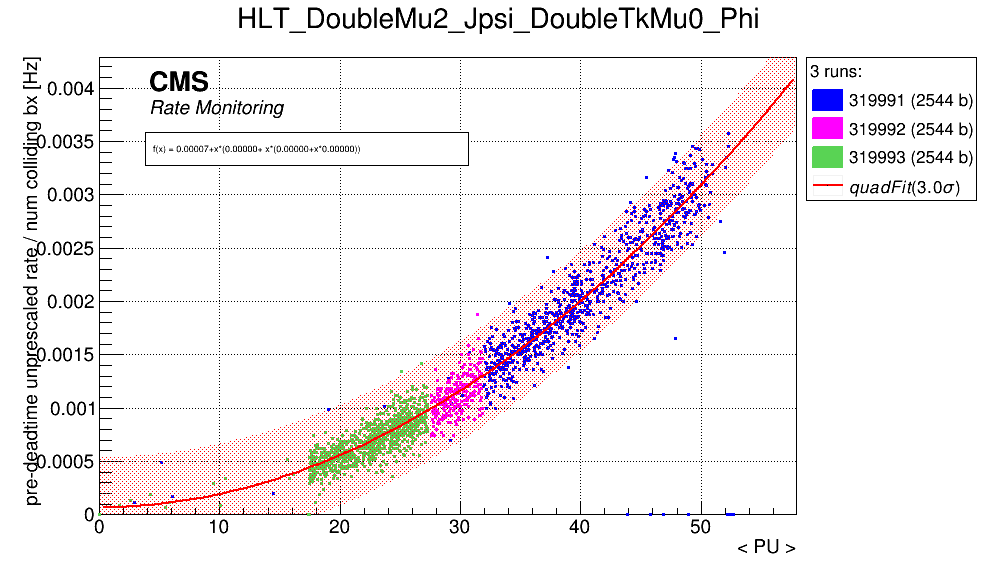 HLT_DoubleMu2_Jpsi_DoubleTkMu0_Phi
pre-deadtime unprescaled rate / num colliding bx [Hz]
CMS
Rate Monitoring
f(x) = 0.00007+x*(0.00000+ x*(0.00000+x*0.00000))
0.004
0.0035
0.003
0.0025
0.002
0.0015
0.001
0.0005
0
0 10 20 30 40 50
< PU >
3 runs:
319991 (2544 b)
319992 (2544 b)
319993 (2544 b)
quadFit(3.0σ)